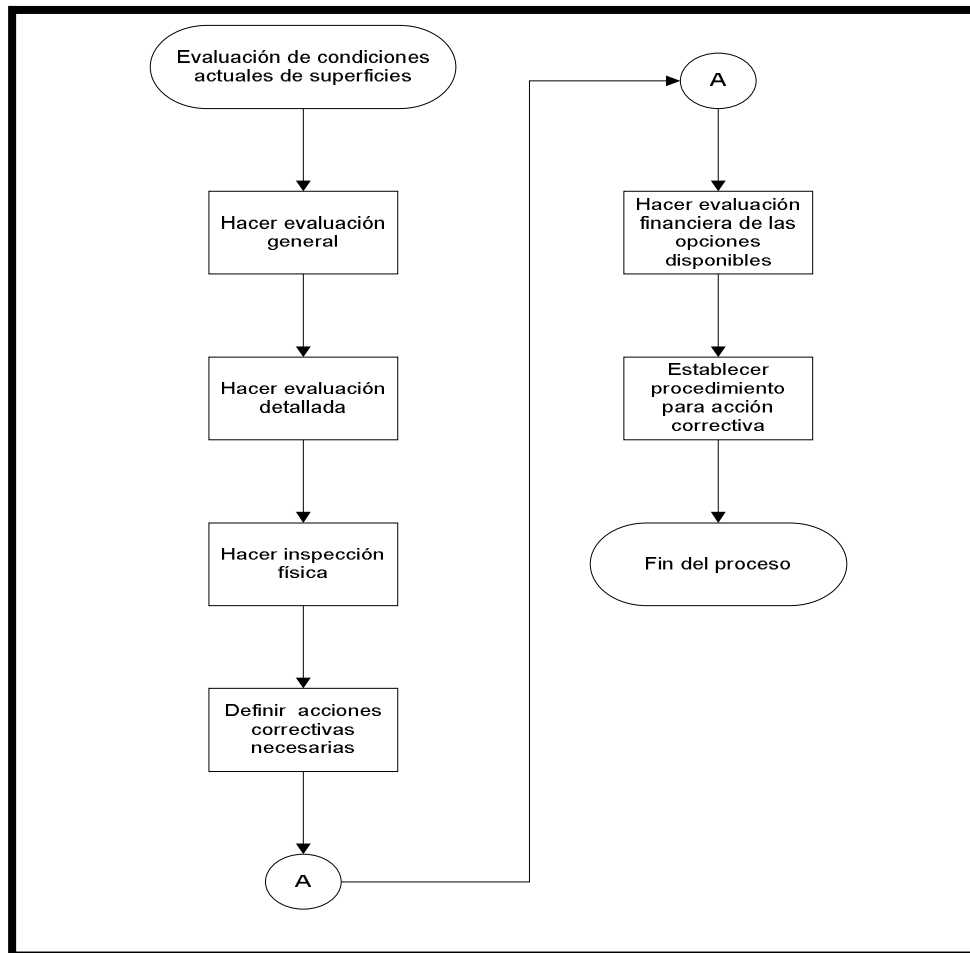 Evaluación de condiciones
actuales de superficies
Hacer evaluación
general
Hacer evaluación
detallada
Hacer inspección
física
Definir acciones
correctivas
necesarias
A
A
Hacer evaluación
financiera de las
opciones
disponibles
Establecer
procedimiento
para acción
correctiva
Fin del proceso